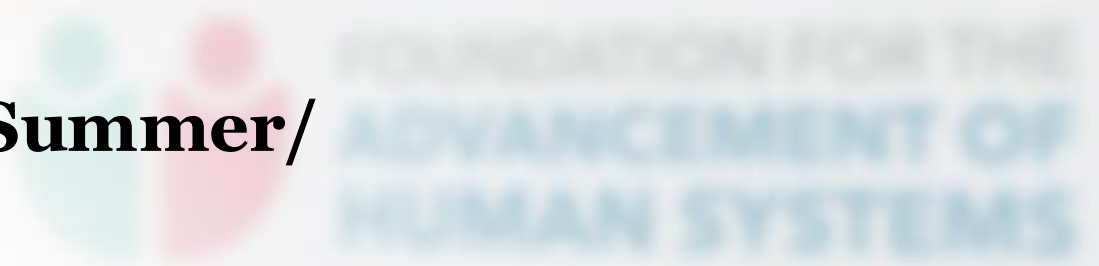 Summer/
FOUNDATION FOR THE
ADVANCEMENT OF
HUMAN SYSTEMS